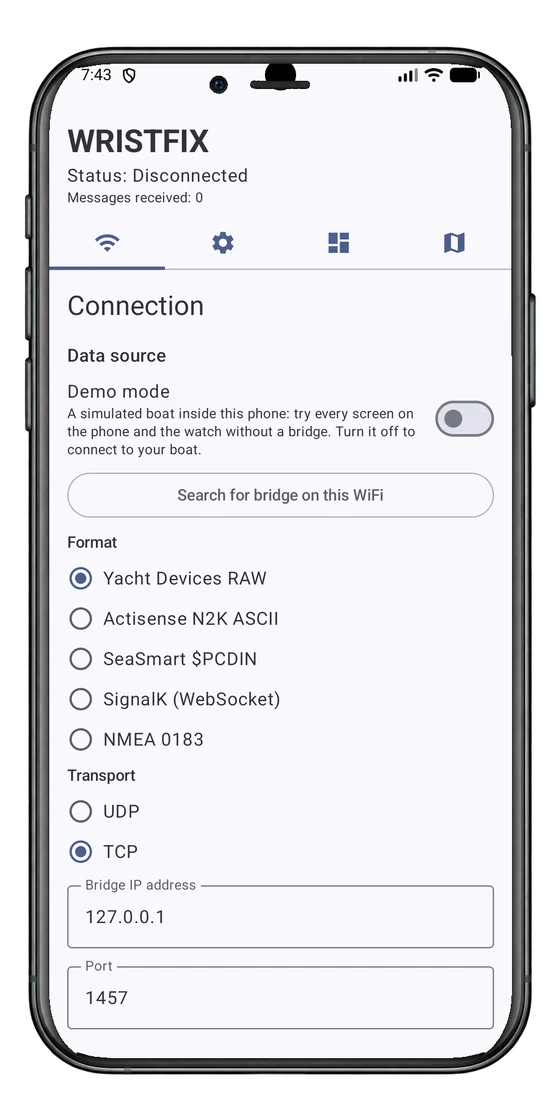 7:43
WRISTFIX
Status: Disconnected
Messages received: 0
Connection
Data source
Demo mode
A simulated boat inside this phone: try every screen on
the phone and the watch without a bridge. Turn it off to
connect to your boat.
Search for bridge on this WiFi
Format
Yacht Devices RAW
Actisense N2K ASCII
SeaSmart $PCDIN
SignalK (WebSocket)
NMEA 0183
Transport
UDP
TCP
Bridge IP address
127.0.0.1
Port
1457